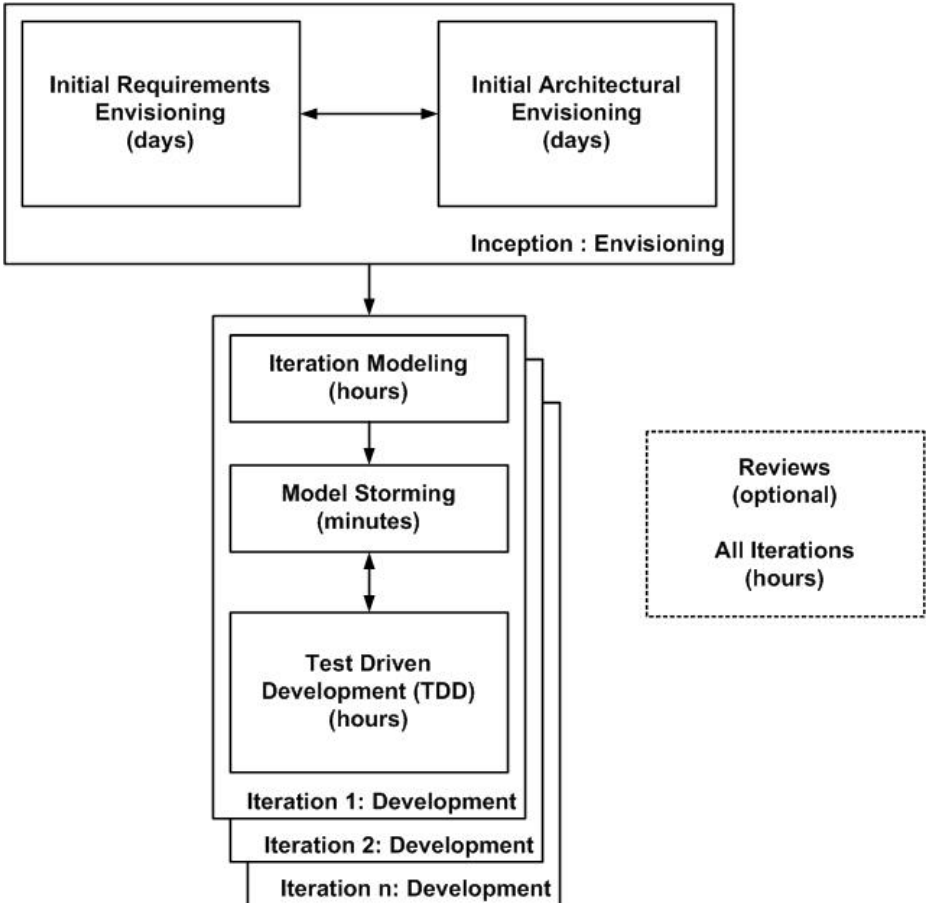 Initial Requirements
Envisioning
(days)
Initial Architectural
Envisioning
(days)
Inception : Envisioning
Iteration Modeling
(hours)
Model Storming
(minutes)
Test Driven
Development (TDD)
(hours)
Iteration 1: Development
Iteration 2: Development
Iteration n: Development
Reviews
(optional)
All Iterations
(hours)